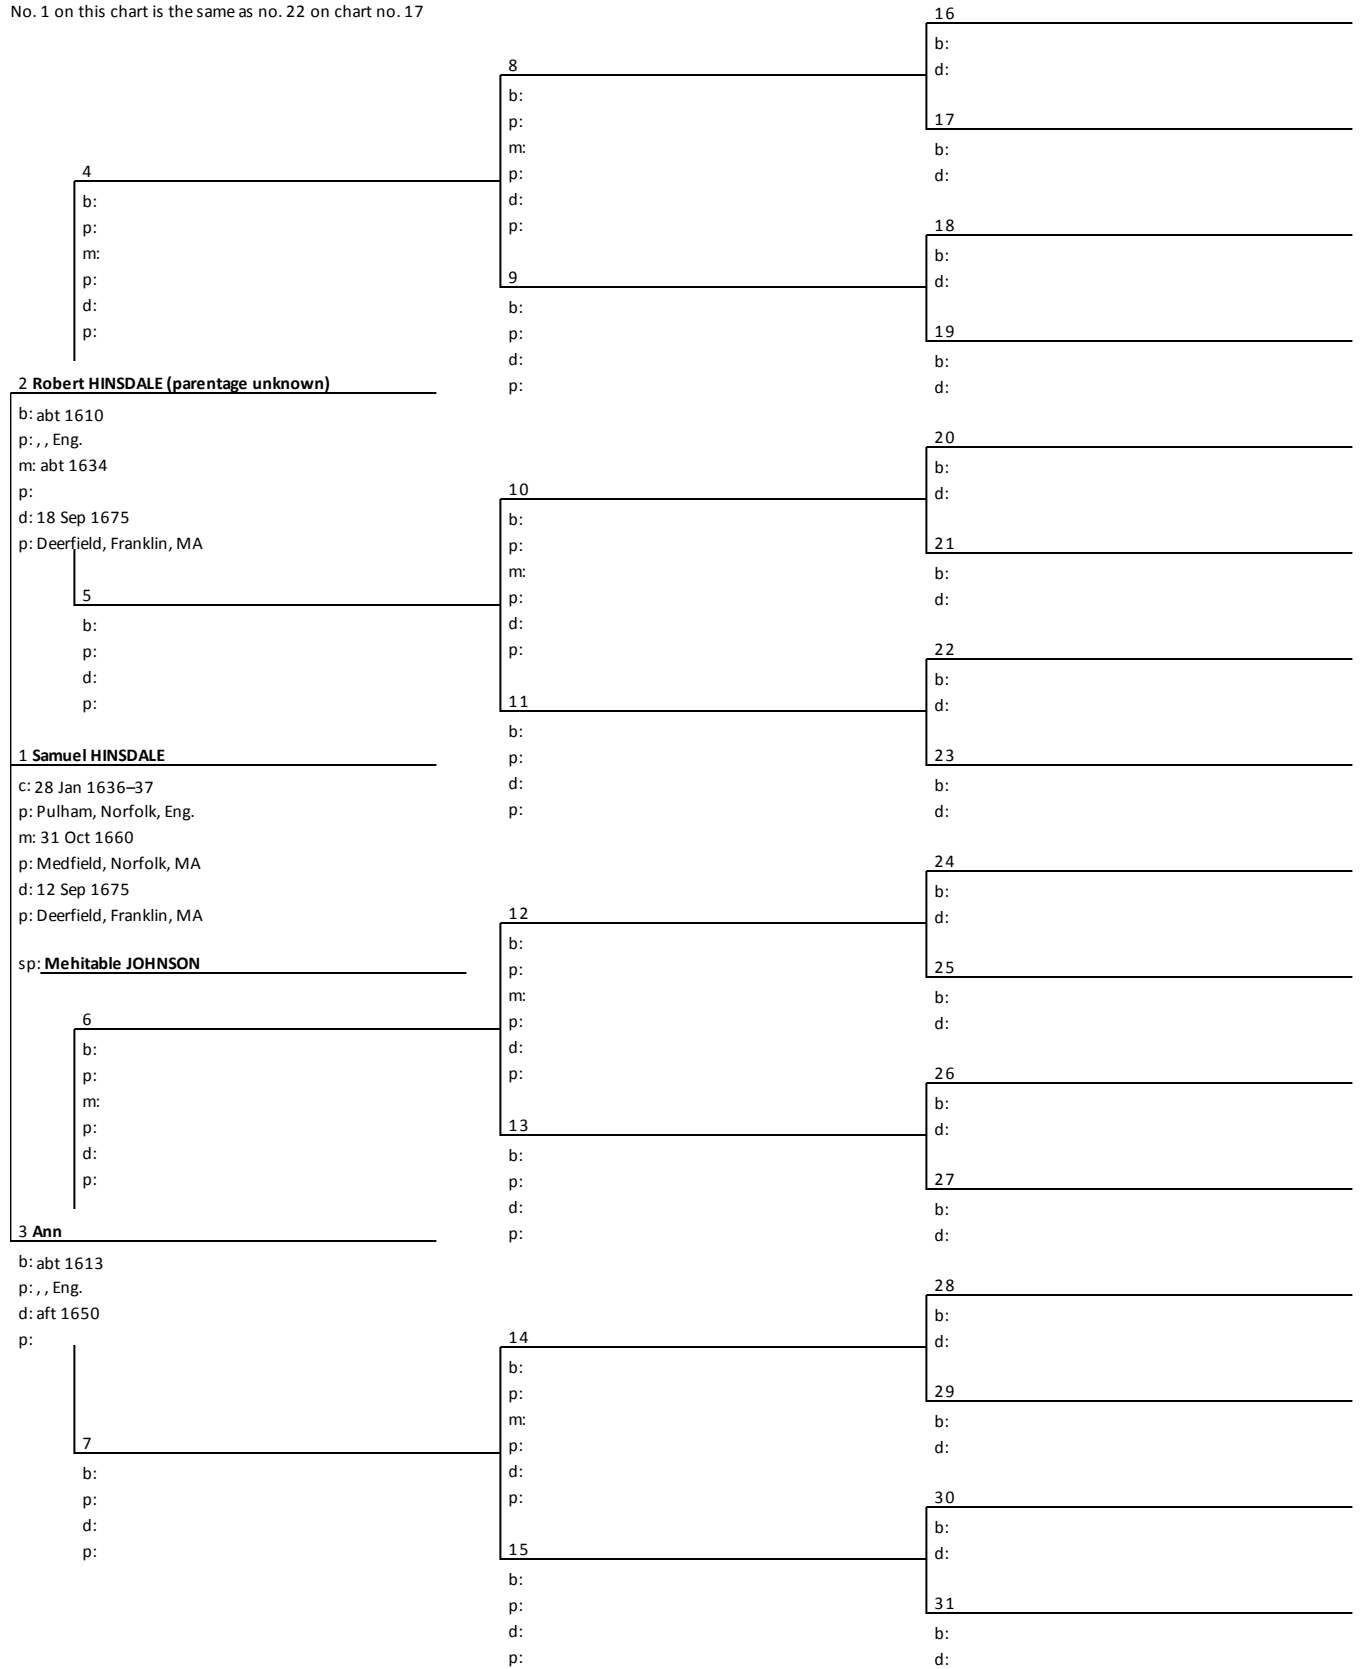 No. 1 on this chart is the same as no. 22 on chart no. 17
4
b:
p:
m:
p:
d:
p:
2 Robert HINSDALE (parentage unknown)
b: abt 1610
p: , , Eng.
m: abt 1634
p:
d: 18 Sep 1675
p: Deerfield, Franklin, MA
5
b:
p:
d:
p:
1 Samuel HINSDALE
c: 28 Jan 1636–37
p: Pulham, Norfolk, Eng.
m: 31 Oct 1660
p: Medfield, Norfolk, MA
d: 12 Sep 1675
p: Deerfield, Franklin, MA
sp: Mehitable JOHNSON
6
b:
p:
m:
p:
d:
p:
3 Ann
b: abt 1613
p: , , Eng.
d: aft 1650
p:
7
b:
p:
d:
p:
8
b:
p:
m:
p:
d:
p:
9
b:
p:
d:
p:
10
b:
p:
m:
p:
d:
p:
11
b:
p:
d:
p:
12
b:
p:
m:
p:
d:
p:
13
b:
p:
d:
p:
14
b:
p:
m:
p:
d:
p:
15
b:
p:
d:
p:
16
b:
d:
17
b:
d:
18
b:
d:
19
b:
d:
20
b:
d:
21
b:
d:
22
b:
d:
23
b:
d:
24
b:
d:
25
b:
d:
26
b:
d:
27
b:
d:
28
b:
d:
29
b:
d:
30
b:
d:
31
b:
d: